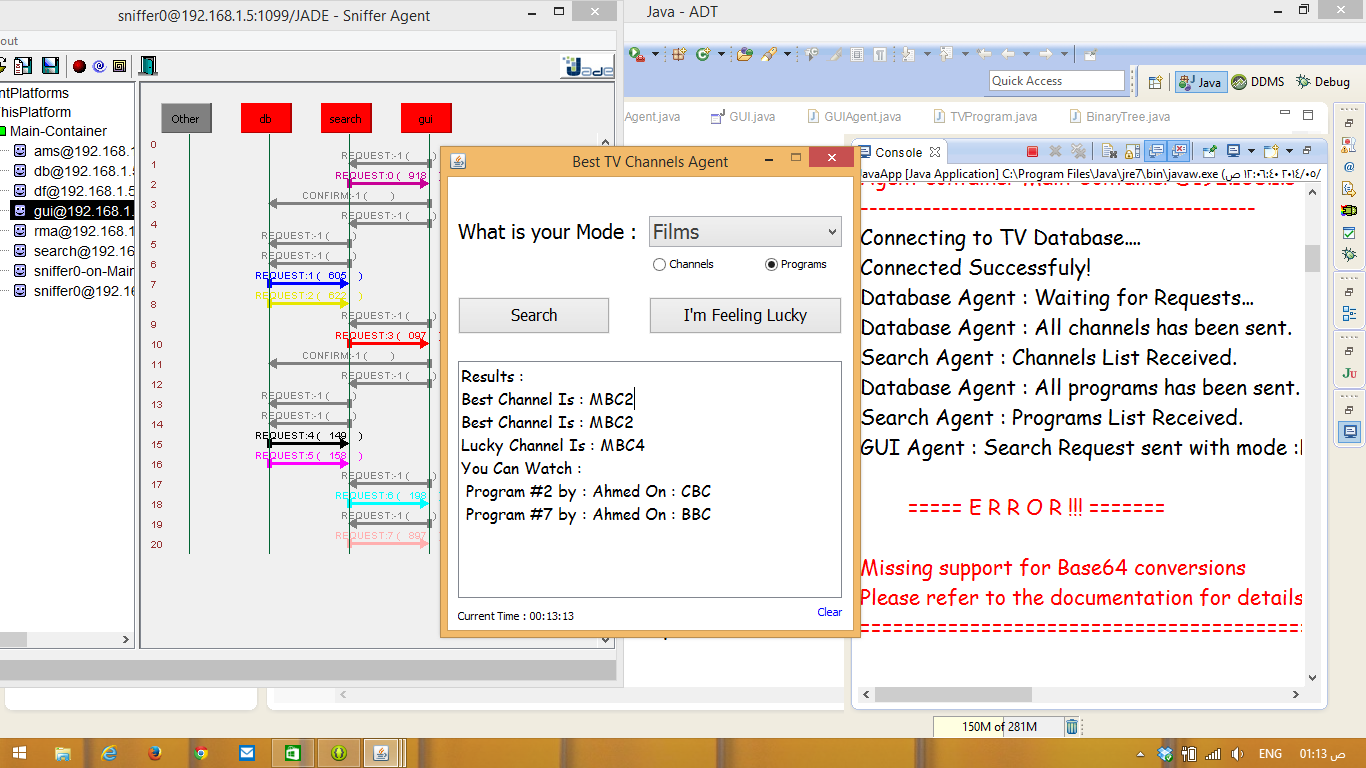 sniffer0@192.168.1.5:1099/JADE - Sniffer Agent
out
Jade
ntPlatforms
hisPlatform
Main-Container
ams@192.168.1
db@192.168.1.5
df@192.168.1.5
gui@192.168.1.
rma@192.168.1
search@192.16
sniffer0-on-Main
sniffer0@192.16
Other
db
search
gui
0
1
2
3
4
5
6
7
8
9
10
11
12
13
14
15
16
17
18
19
20
REQUEST:-1 ( )
REQUEST:0 ( 918 )
CONFIRM:-1 ( )
REQUEST:-1 ( )
REQUEST:-1 ( )
REQUEST:-1 ( )
REQUEST:1 ( 605 )
REQUEST:2 ( 622 )
REQUEST:-1 ( )
REQUEST:3 ( 097 )
CONFIRM:-1 ( )
REQUEST:-1 ( )
REQUEST:-1 ( )
REQUEST:-1 ( )
REQUEST:4 ( 149 )
REQUEST:5 ( 158 )
REQUEST:-1 ( )
REQUEST:6 ( 198 )
REQUEST:-1 ( )
REQUEST:7 ( 897 )
Best TV Channels Agent
What is your Mode : Films
Channels Programs
Search I'm Feeling Lucky
Results :
Best Channel Is : MBC2
Best Channel Is : MBC2
Lucky Channel Is : MBC4
You Can Watch :
Program #2 by : Ahmed On : CBC
Program #7 by : Ahmed On : BBC
Current Time : 00:13:13 Clear
Java - ADT
Quick Access
Java DDMS Debug
Agent.java GUI.java GUIAgent.java TVProgram.java BinaryTree.java
Console
avaApp [Java Application] C:\Program Files\Java\jre7\bin\javaw.exe (ص ١٢:٠٦:٤٠ ٢٠١٤/٠٥/
--------------------------------------------
Connecting to TV Database....
Connected Successfuly!
Database Agent : Waiting for Requests...
Database Agent : All channels has been sent.
Search Agent : Channels List Received.
Database Agent : All programs has been sent.
Search Agent : Programs List Received.
GUI Agent : Search Request sent with mode :
===== E R R O R !!! =======
Missing support for Base64 conversions
Please refer to the documentation for details
Ju
150M of 281M
ENG
01:13 ص